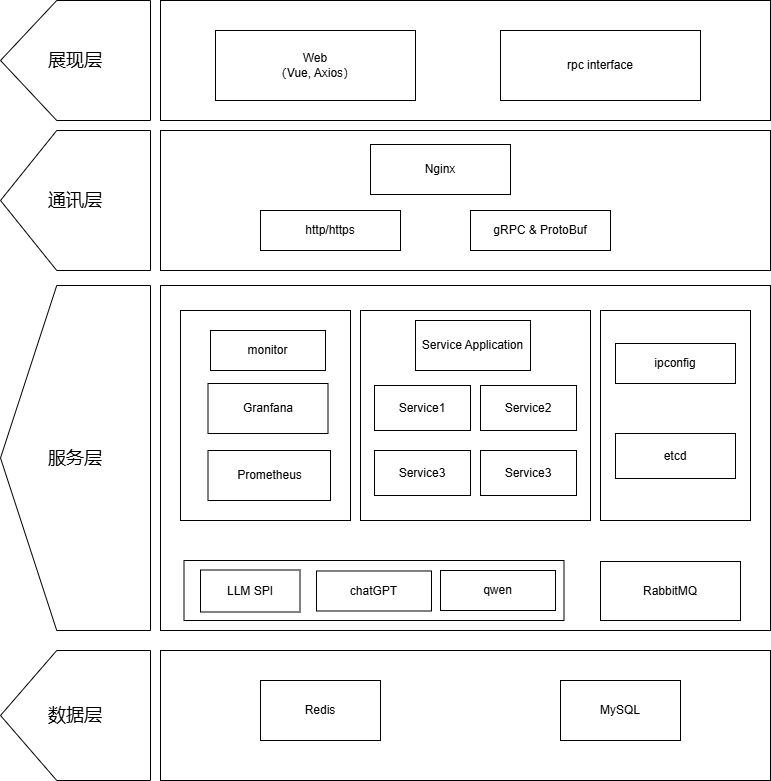 展现层
Web
（Vue, Axios）
rpc interface
通讯层
Nginx
http/https
gRPC & ProtoBuf
服务层
monitor
Granfana
Prometheus
Service Application
Service1
Service2
Service3
Service3
ipconfig
etcd
LLM SPI
chatGPT
qwen
RabbitMQ
数据层
Redis
MySQL